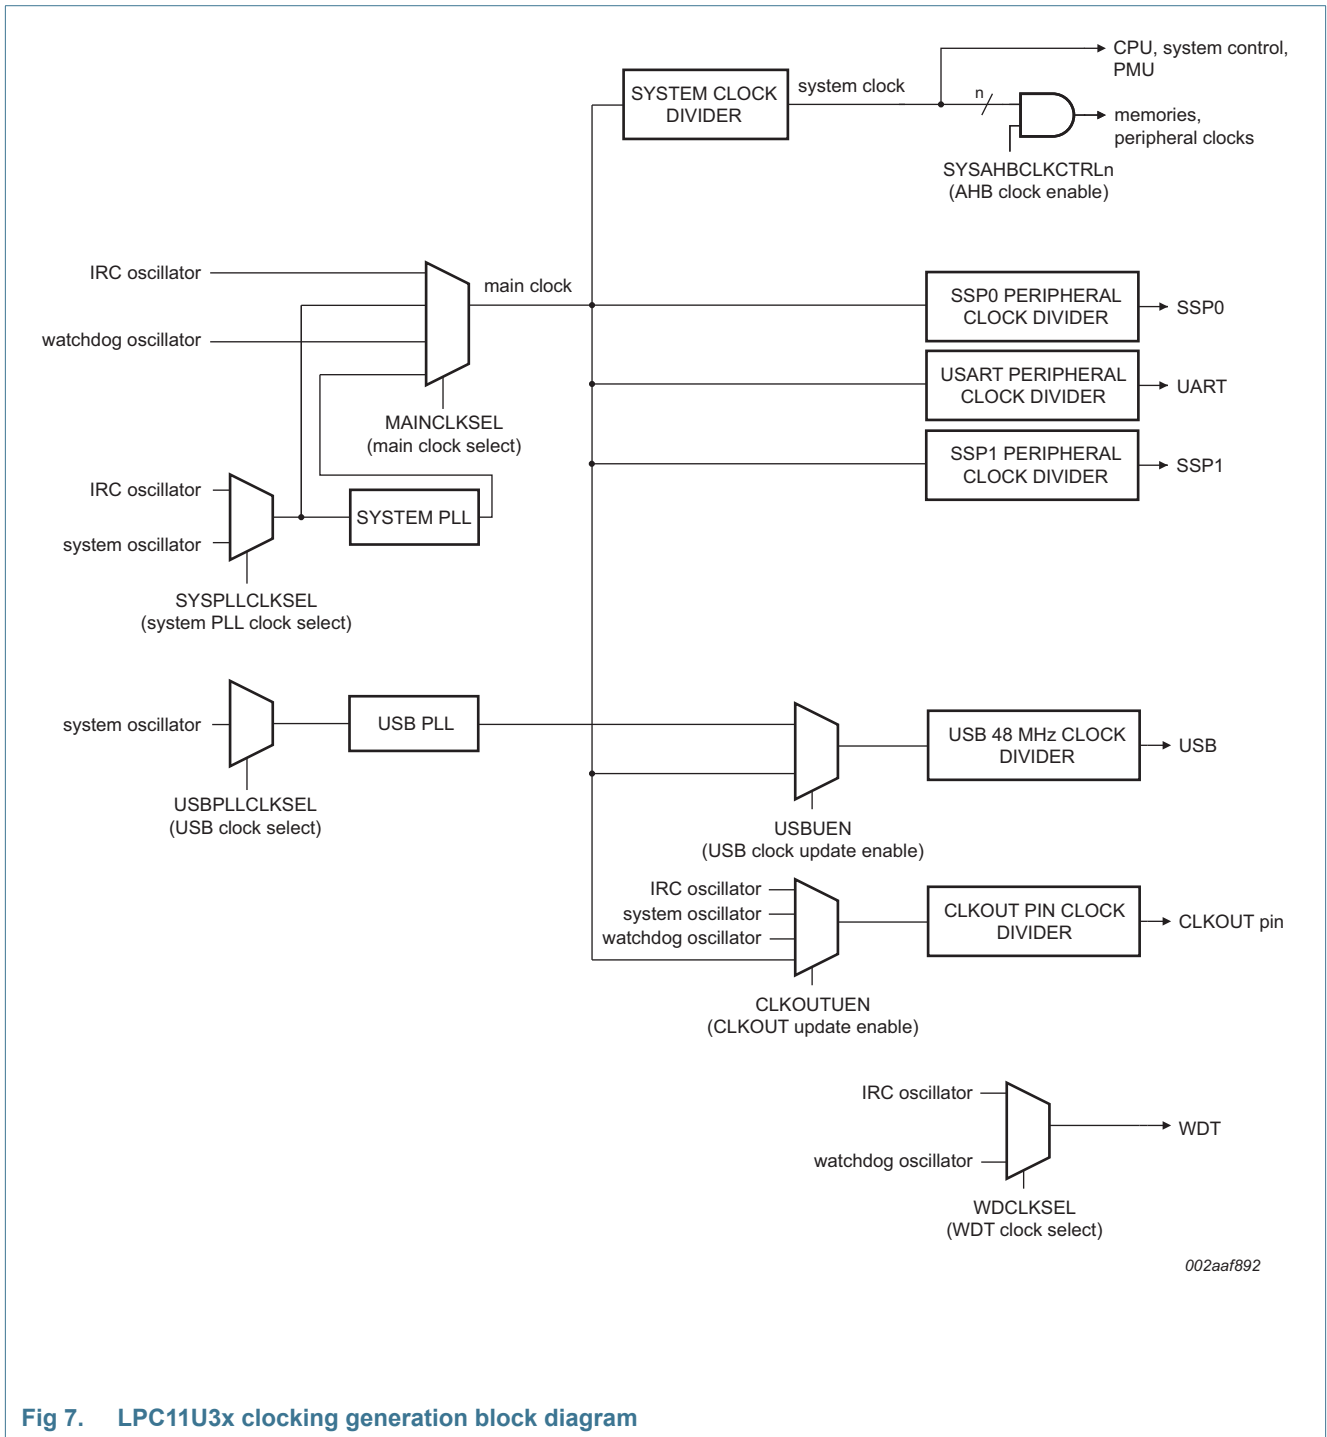 CPU, system control,
PMU
SYSTEM CLOCK
DIVIDER
system clock
n
memories,
peripheral clocks
SYSAHBCLKCTRLn
(AHB clock enable)
IRC oscillator
main clock
watchdog oscillator
MAINCLKSEL
(main clock select)
SSP0 PERIPHERAL
CLOCK DIVIDER
SSP0
USART PERIPHERAL
CLOCK DIVIDER
UART
SSP1 PERIPHERAL
CLOCK DIVIDER
SSP1
IRC oscillator
system oscillator
SYSTEM PLL
SYSPLLCLKSEL
(system PLL clock select)
system oscillator
USB PLL
USBPLLCLKSEL
(USB clock select)
USB 48 MHz CLOCK
DIVIDER
USB
USBUEN
(USB clock update enable)
IRC oscillator
system oscillator
watchdog oscillator
CLKOUT PIN CLOCK
DIVIDER
CLKOUT pin
CLKOUTUEN
(CLKOUT update enable)
IRC oscillator
watchdog oscillator
WDT
WDCLKSEL
(WDT clock select)
002aaf892
Fig 7. LPC11U3x clocking generation block diagram